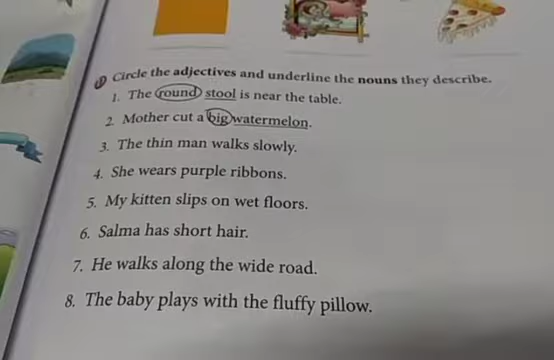 Circle the adjectives and underline the nouns they describe.
1. The round stool is near the table.
2. Mother cut a big watermelon.
3. The thin man walks slowly.
4. She wears purple ribbons.
5. My kitten slips on wet floors.
6. Salma has short hair.
7. He walks along the wide road.
8. The baby plays with the fluffy pillow.